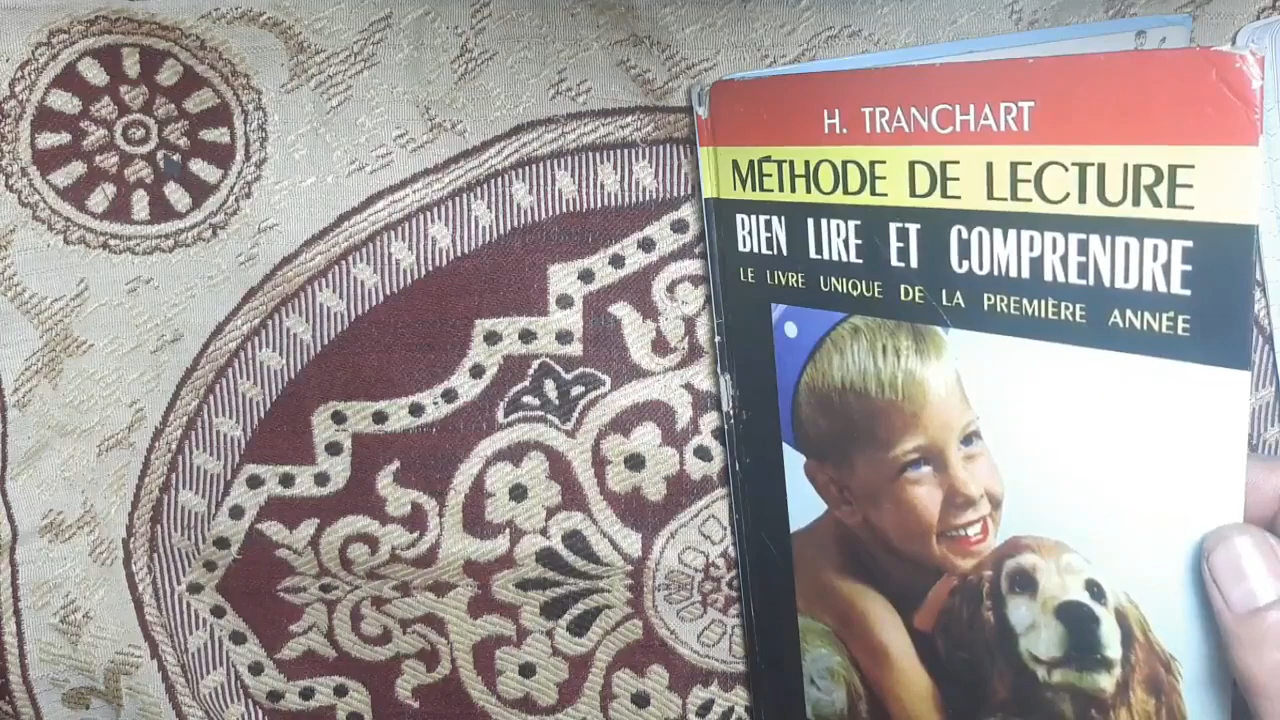 H. TRANCHART
MÉTHODE DE LECTURE
BIEN LIRE ET COMPRENDRE
LE LIVRE UNIQUE DE LA PREMIÈRE ANNÉE